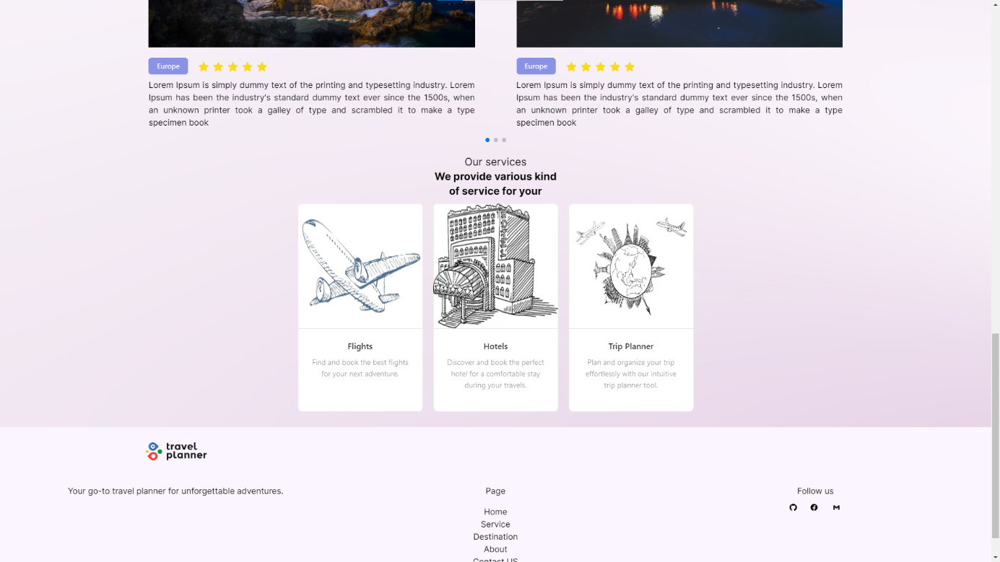 Europe
Lorem Ipsum is simply dummy text of the printing and typesetting industry. Lorem
Ipsum has been the industry's standard dummy text ever since the 1500s, when
an unknown printer took a galley of type and scrambled it to make a type
specimen book
Europe
Lorem Ipsum is simply dummy text of the printing and typesetting industry. Lorem
Ipsum has been the industry's standard dummy text ever since the 1500s, when
an unknown printer took a galley of type and scrambled it to make a type
specimen book
Our services
We provide various kind
of service for your
HOTEL
Flights
Find and book the best flights
for your next adventure.
Hotels
Discover and book the perfect
hotel for a comfortable stay
during your travels.
Trip Planner
Plan and organize your trip
effortlessly with our intuitive
trip planner tool.
travel
planner
Your go-to travel planner for unforgettable adventures.
Page
Home
Service
Destination
About
Contact US
Follow us